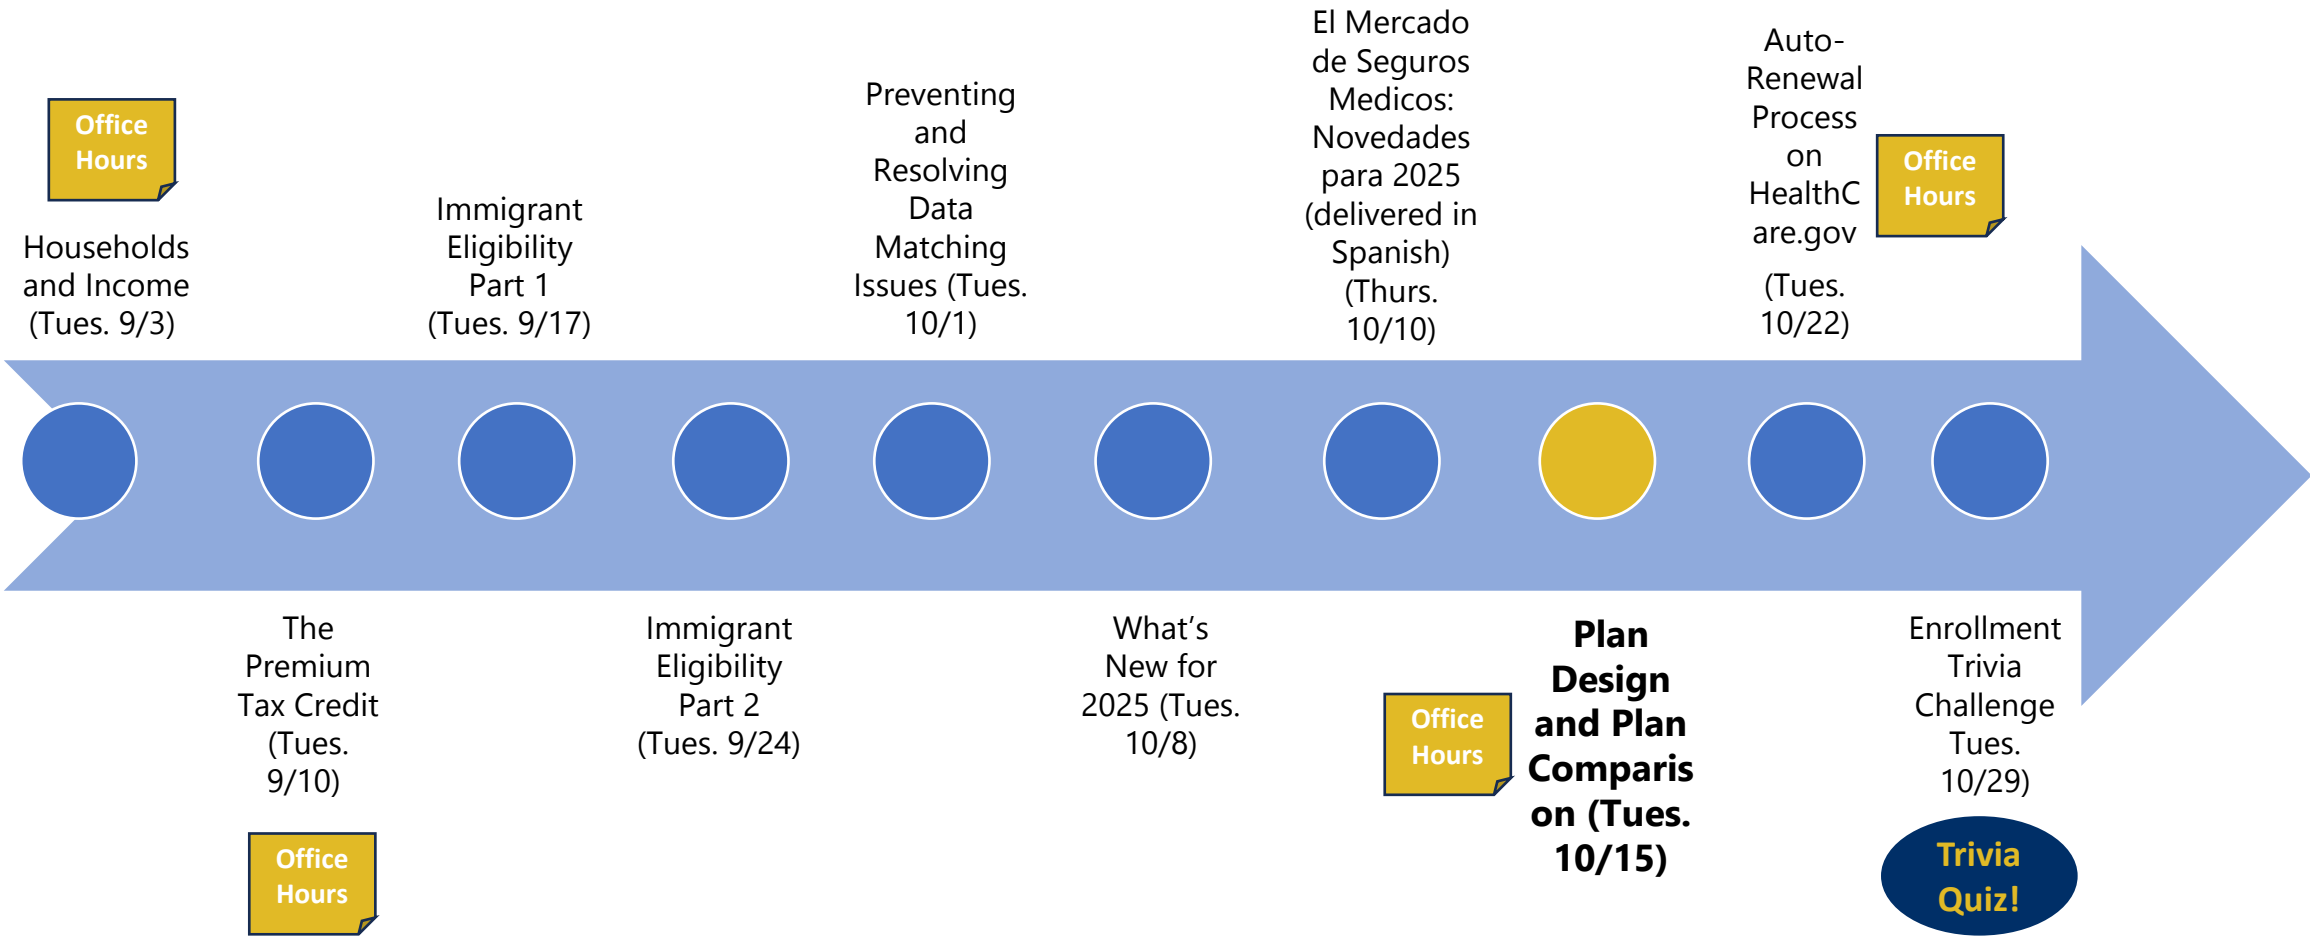 Office
Hours
Households
and Income
(Tues. 9/3)
Immigrant
Eligibility
Part 1
(Tues. 9/17)
Preventing
and
Resolving
Data
Matching
Issues (Tues.
10/1)
El Mercado
de Seguros
Medicos:
Novedades
para 2025
(delivered in
Spanish)
(Thurs.
10/10)
Auto-
Renewal
Process
on
HealthC
are.gov
(Tues.
10/22)
Office
Hours
The
Premium
Tax Credit
(Tues.
9/10)
Office
Hours
Immigrant
Eligibility
Part 2
(Tues. 9/24)
What’s
New for
2025 (Tues.
10/8)
Office
Hours
Plan
Design
and Plan
Comparis
on (Tues.
10/15)
Enrollment
Trivia
Challenge
Tues.
10/29)
Trivia
Quiz!